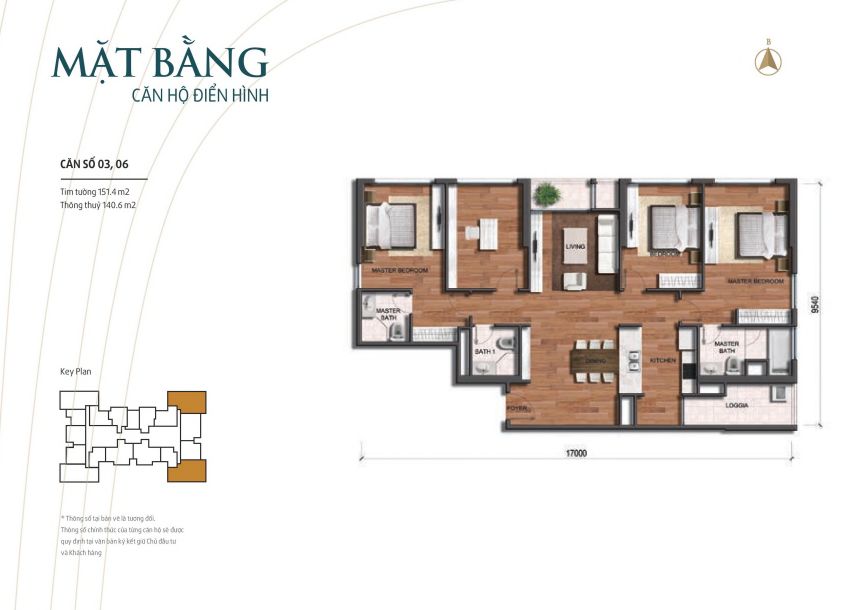 MẶT BẰNG
CĂN HỘ ĐIỂN HÌNH
B
CĂN SỐ 03, 06
Tim tường 151.4 m2
Thông thuỷ 140.6 m2
LIVING
MASTER BEDROOM
BEDROOM
MASTER BEDROOM
9540
MASTER
BATH
BATH 1
MASTER
BATH
DINING
KITCHEN
FOYER
LOGGIA
17000
Key Plan
* Thông số tại bản vẽ là tương đối.
Thông số chính thức của từng căn hộ sẽ được
quy định tại văn bản ký kết giữ Chủ đầu tư
và Khách hàng